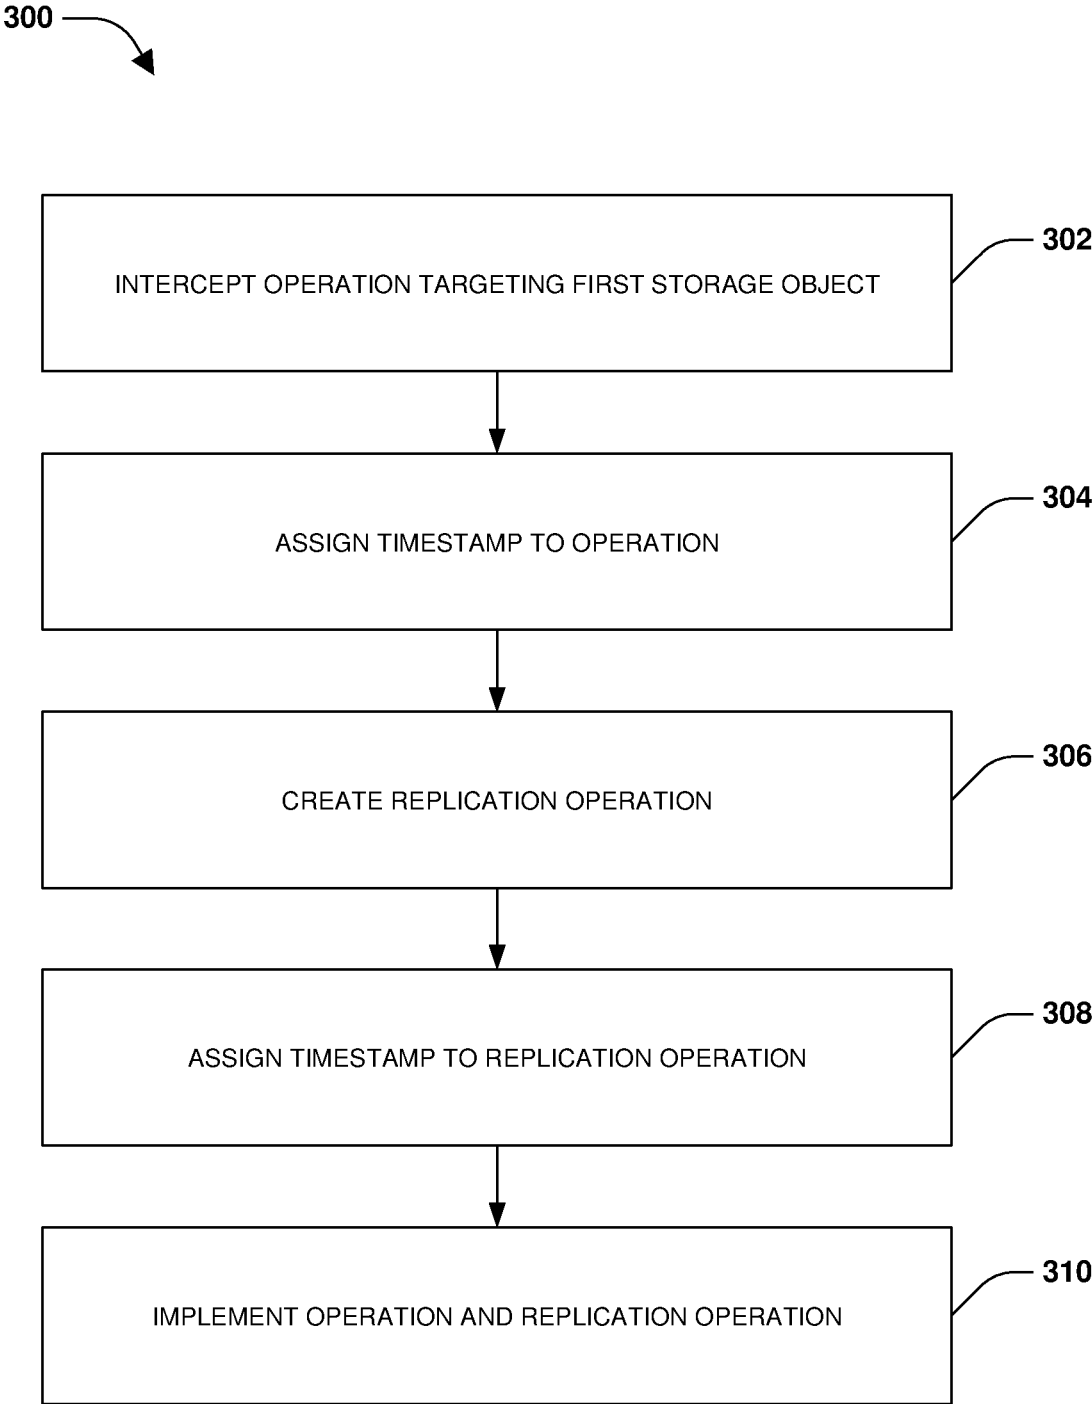 300
INTERCEPT OPERATION TARGETING FIRST STORAGE OBJECT
302
ASSIGN TIMESTAMP TO OPERATION
304
CREATE REPLICATION OPERATION
306
ASSIGN TIMESTAMP TO REPLICATION OPERATION
308
IMPLEMENT OPERATION AND REPLICATION OPERATION
310